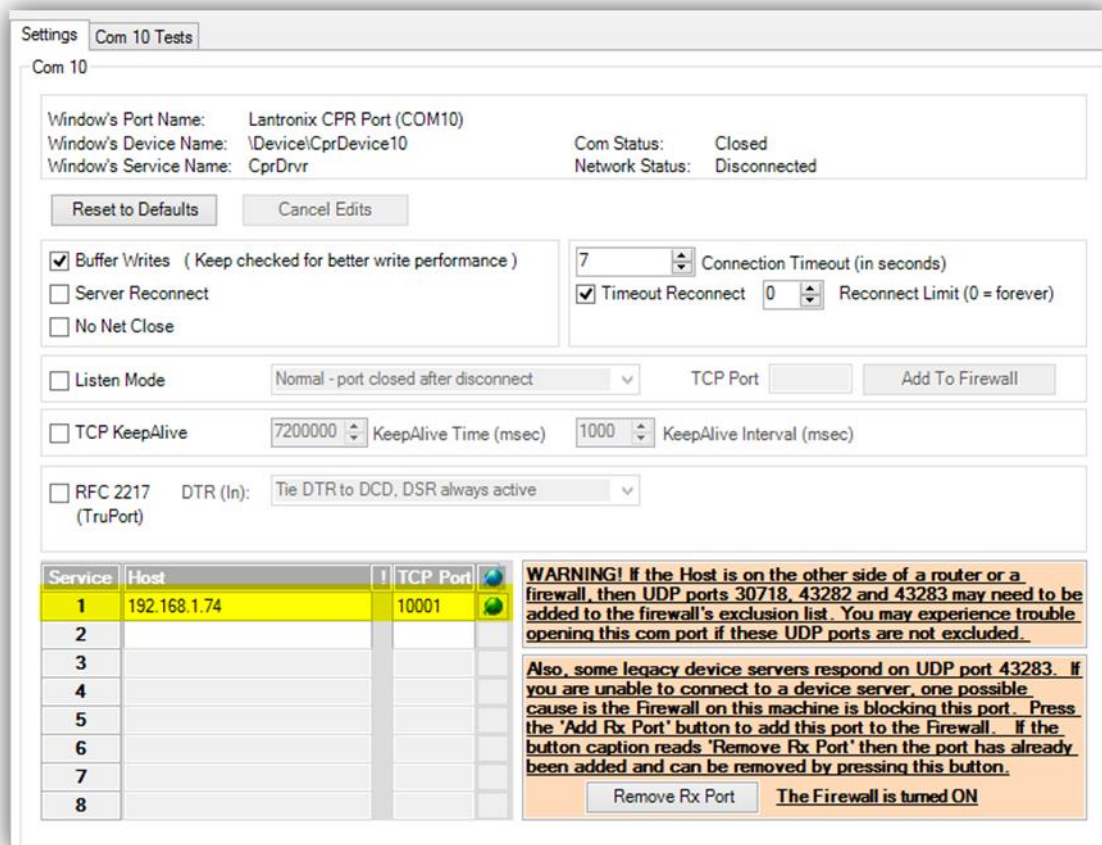 Settings
Com 10 Tests
Com 10
Window's Port Name: Lantronix CPR Port (COM10)
Window's Device Name: \Device\CprDevice10 Com Status: Closed
Window's Service Name: CprDrvr Network Status: Disconnected
Reset to Defaults Cancel Edits
Buffer Writes ( Keep checked for better write performance )
Server Reconnect
No Net Close
7 Connection Timeout (in seconds)
Timeout Reconnect 0 Reconnect Limit (0 = forever)
Listen Mode Normal - port closed after disconnect TCP Port Add To Firewall
TCP KeepAlive 7200000 KeepAlive Time (msec) 1000 KeepAlive Interval (msec)
RFC 2217 DTR (In): Tie DTR to DCD, DSR always active
(TruPort)
Service Host ! TCP Port
1 192.168.1.74 10001
2
3
4
5
6
7
8
WARNING! If the Host is on the other side of a router or a
firewall, then UDP ports 30718, 43282 and 43283 may need to be
added to the firewall's exclusion list. You may experience trouble
opening this com port if these UDP ports are not excluded.
Also, some legacy device servers respond on UDP port 43283. If
you are unable to connect to a device server, one possible
cause is the Firewall on this machine is blocking this port. Press
the 'Add Rx Port' button to add this port to the Firewall. If the
button caption reads 'Remove Rx Port' then the port has already
been added and can be removed by pressing this button.
Remove Rx Port The Firewall is turned ON